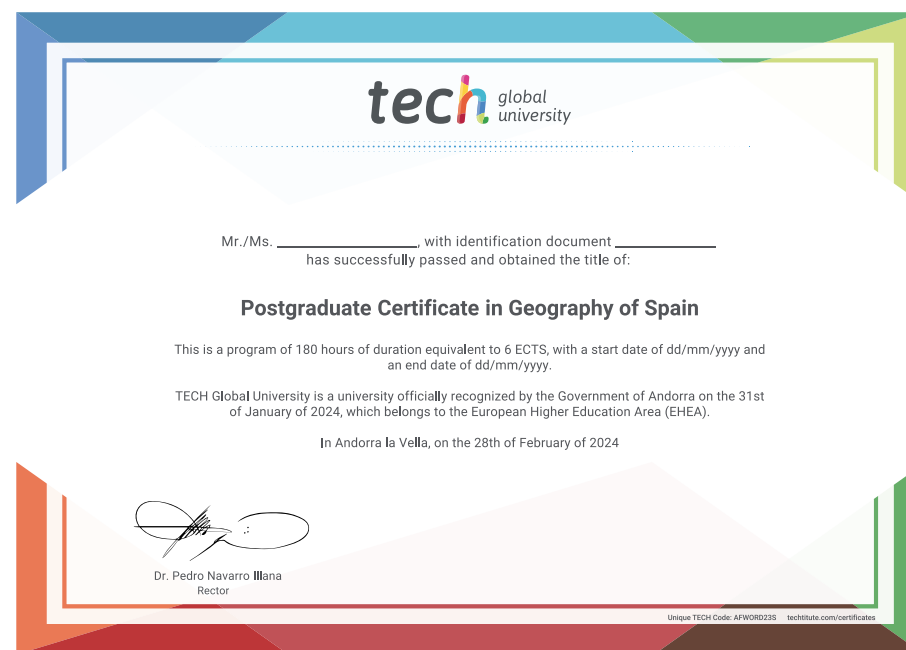 tech global university
Mr./Ms. ________________, with identification document ____________
has successfully passed and obtained the title of:
Postgraduate Certificate in Geography of Spain
This is a program of 180 hours of duration equivalent to 6 ECTS, with a start date of dd/mm/yyyy and
an end date of dd/mm/yyyy.
TECH Global University is a university officially recognized by the Government of Andorra on the 31st
of January of 2024, which belongs to the European Higher Education Area (EHEA).
In Andorra la Vella, on the 28th of February of 2024
Dr. Pedro Navarro Illana
Rector
Unique TECH Code: AFWORD23S techtitute.com/certificates